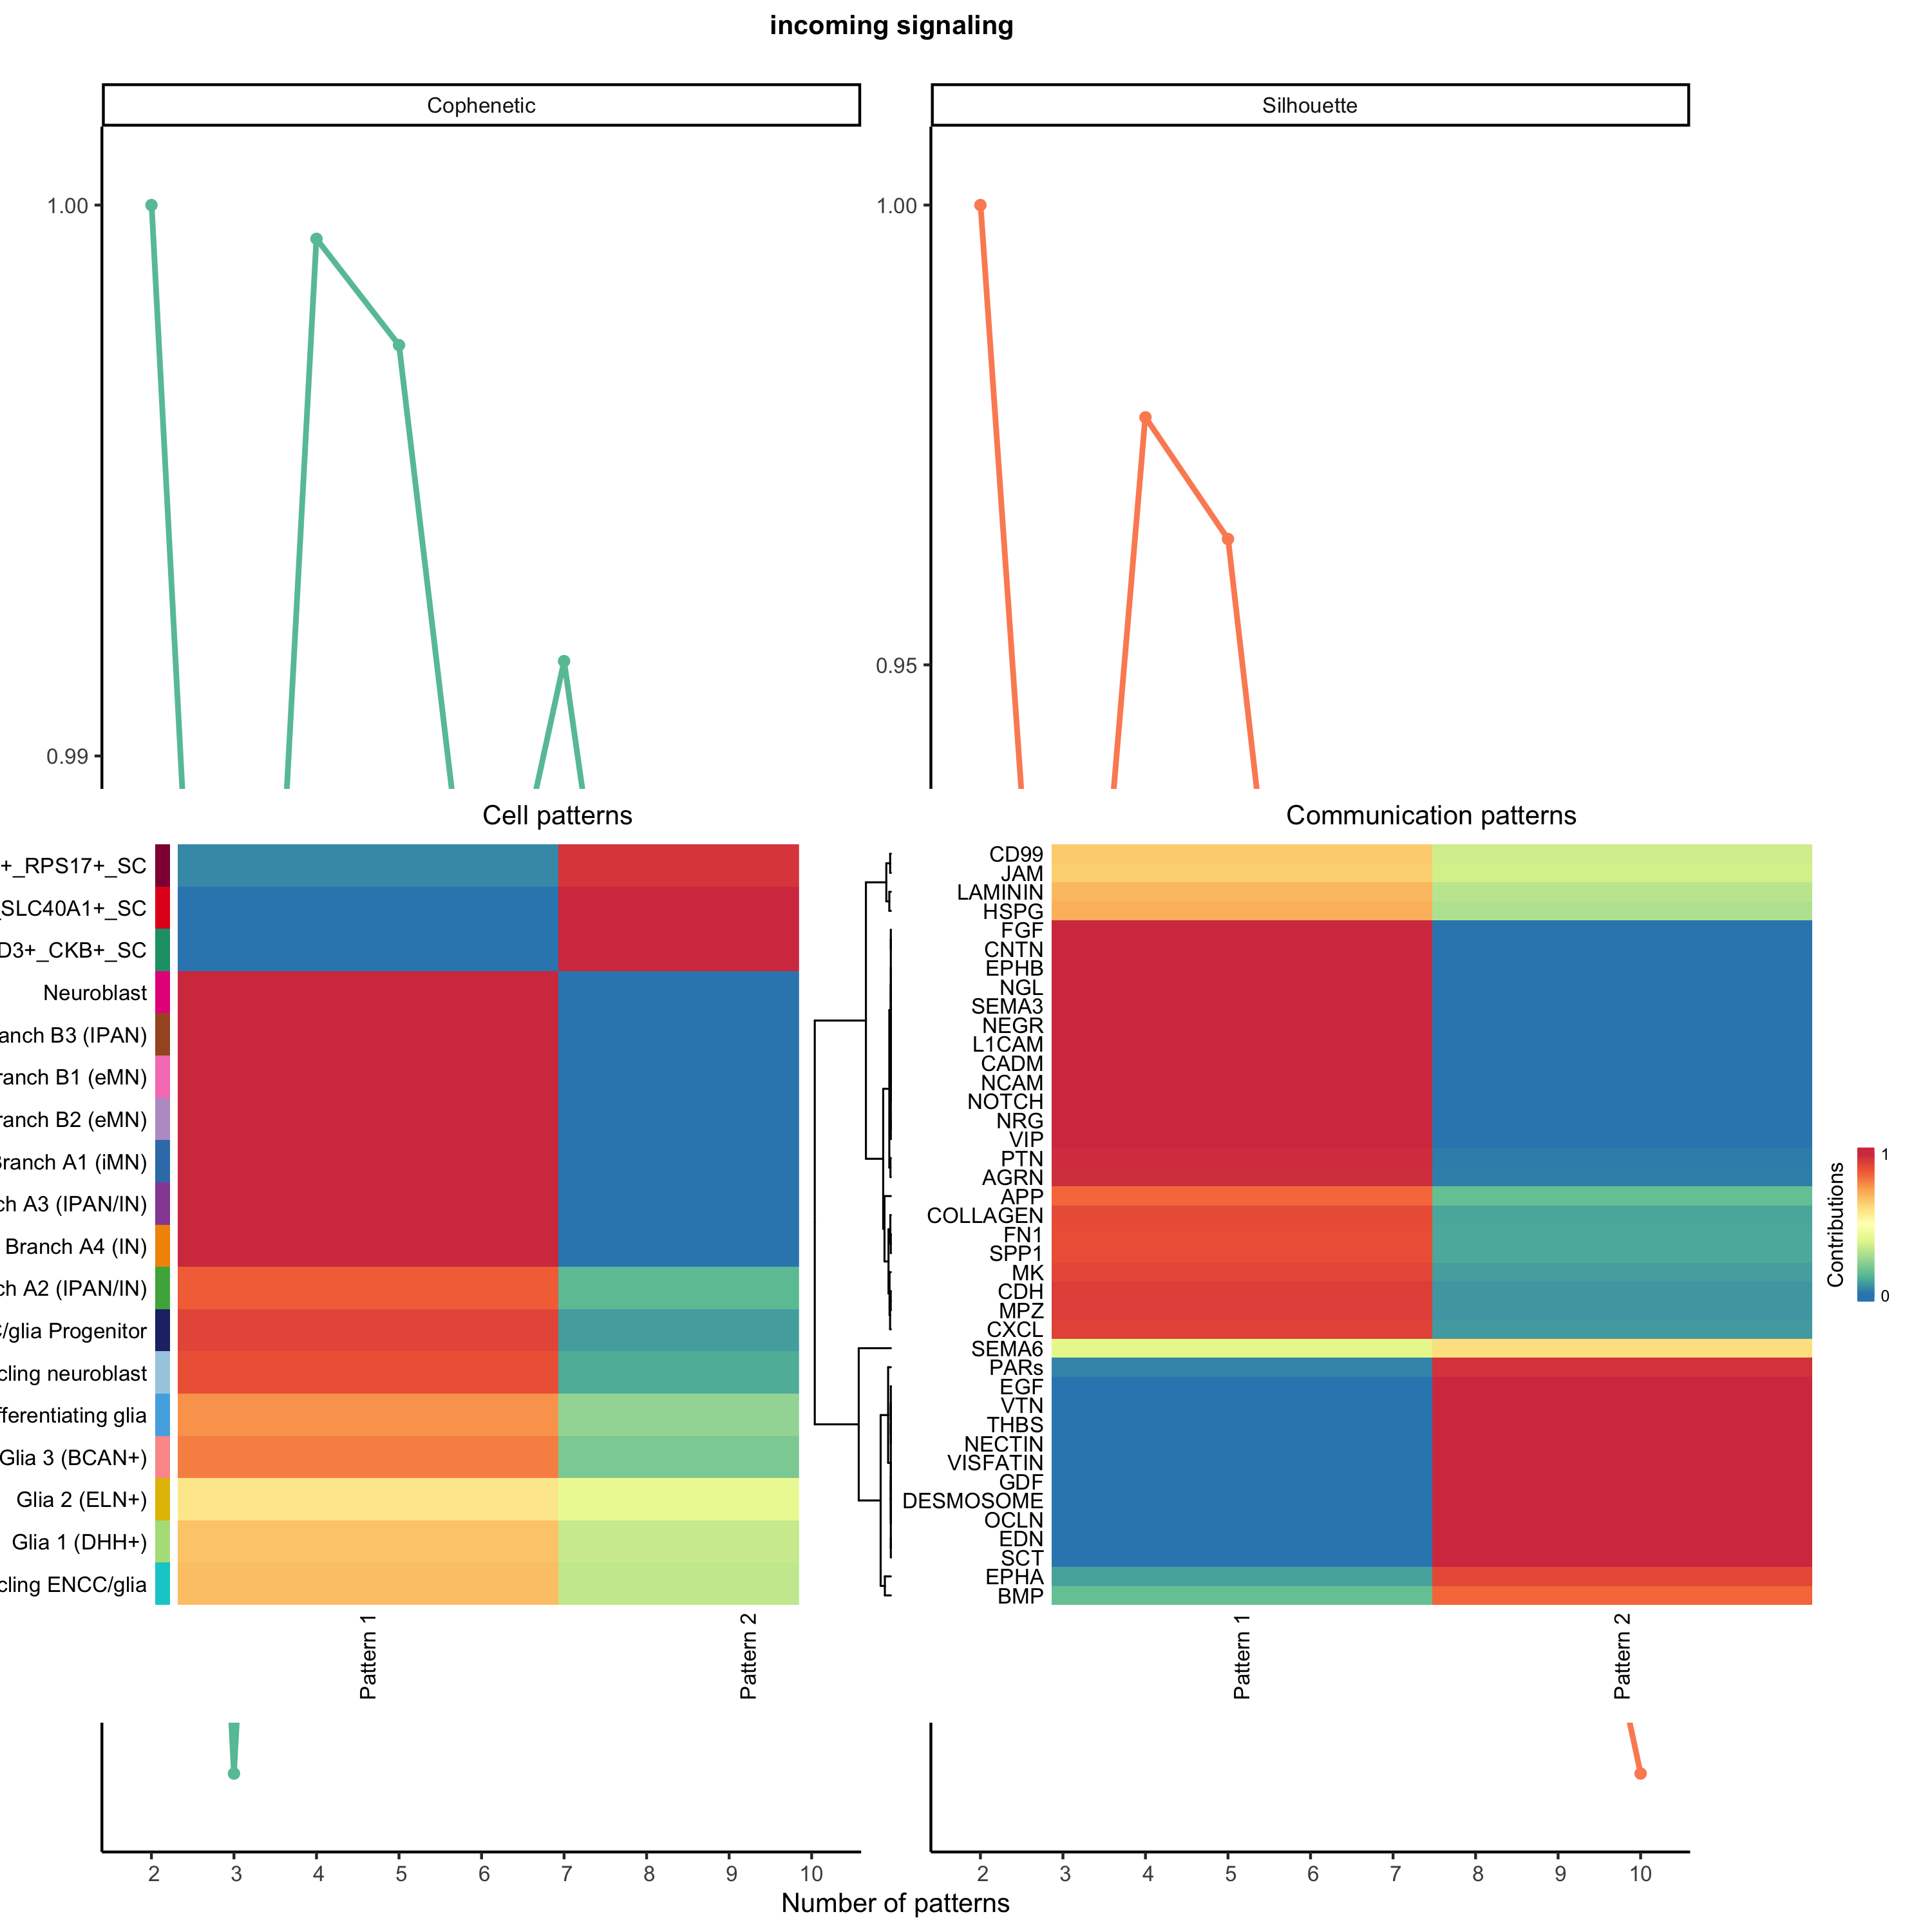 incoming signaling
Cophenetic
Silhouette
1.00
0.99
1.00
0.95
Cell patterns
Communication patterns
+_RPS17+_SC
SLC40A1+_SC
D3+_CKB+_SC
Neuroblast
anch B3 (IPAN)
ranch B1 (eMN)
ranch B2 (eMN)
Branch A1 (iMN)
ch A3 (IPAN/IN)
Branch A4 (IN)
ch A2 (IPAN/IN)
/glia Progenitor
cling neuroblast
fferentiating glia
Glia 3 (BCAN+)
Glia 2 (ELN+)
Glia 1 (DHH+)
cling ENCC/glia
Pattern 1
Pattern 2
CD99
JAM
LAMININ
HSPG
FGF
CNTN
EPHB
NGL
SEMA3
NEGR
L1CAM
CADM
NCAM
NOTCH
NRG
VIP
PTN
AGRN
APP
COLLAGEN
FN1
SPP1
MK
CDH
MPZ
CXCL
SEMA6
PARs
EGF
VTN
THBS
NECTIN
VISFATIN
GDF
DESMOSOME
OCLN
EDN
SCT
EPHA
BMP
Pattern 1
Pattern 2
Contributions
1
0
2 3 4 5 6 7 8 9 10
2 3 4 5 6 7 8 9 10
Number of patterns